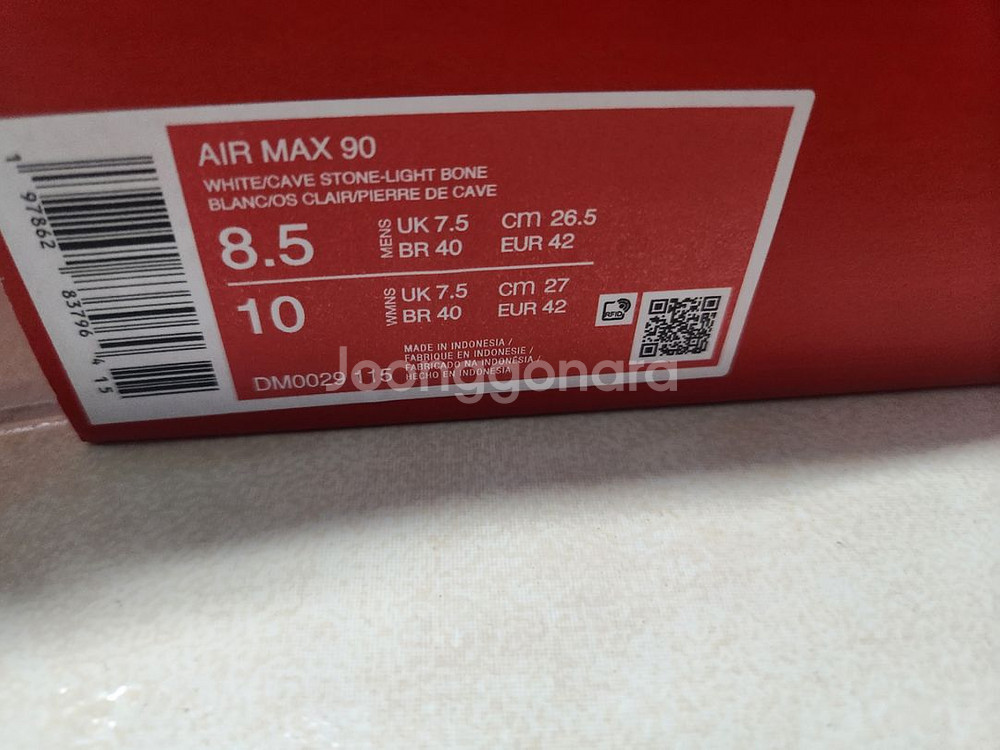 AIR MAX 90
WHITE/CAVE STONE-LIGHT BONE
BLANC/OS CLAIR/PIERRE DE CAVE
8.5 MENS UK 7.5 cm 26.5
BR 40 EUR 42
10 WMNS UK 7.5 cm 27
BR 40 EUR 42
RFID
MADE IN INDONESIA /
FABRIQUE EN INDONESIE /
FABRICADO NA INDONÉSIA /
HECHO EN INDONESIA
DM0029 115
1 97862 83796 4 15
Joonggonara